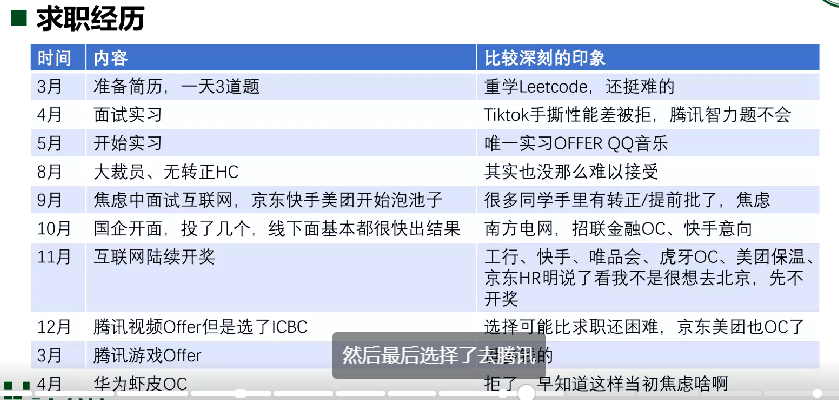 求职经历
时间 内容 比较深刻的印象
3月 准备简历，一天3道题 重学Leetcode，还挺难的
4月 面试实习 Tiktok手撕性能差被拒，腾讯智力题不会
5月 开始实习 唯一实习OFFER QQ音乐
8月 大裁员、无转正HC 其实也没那么难以接受
9月 焦虑中面试互联网，京东快手美团开始泡池子 很多同学手里有转正/提前批了，焦虑
10月 国企开面，投了几个，线下面基本都很快出结果 南方电网，招联金融OC、快手意向
11月 互联网陆续开奖 工行、快手、唯品会、虎牙OC、美团保温、
京东HR明说了看我不是很想去北京，先不
开奖
12月 腾讯视频Offer但是选了ICBC 选择可能比求职还困难，京东美团也OC了
3月 腾讯游戏Offer 的
然后最后选择了去腾讯
4月 华为虾皮OC 拒了，早知道这样当初焦虑啥啊